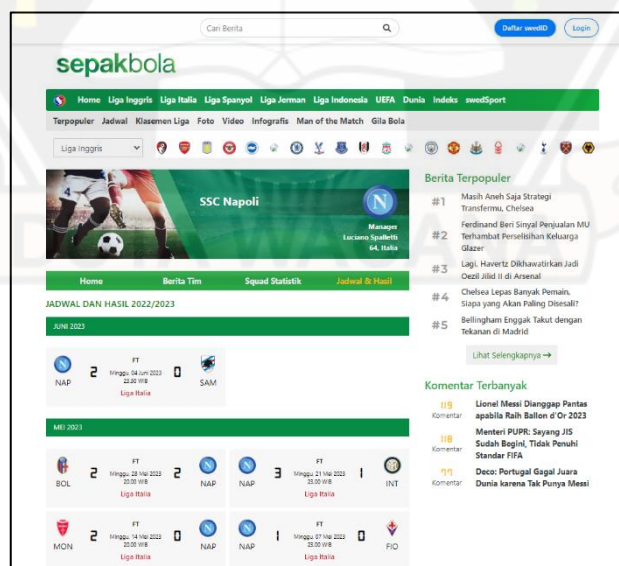 Cari Berita
Daftar swedID
Login
sepakbola
Home Liga Inggris Liga Italia Liga Spanyol Liga Jerman Liga Indonesia UEFA Dunia Indeks swedSport
Terpopuler Jadwal Klasemen Liga Foto Video Infografis Man of the Match Gila Bola
Liga Inggris
SSC Napoli
Manager
Luciano Spalletti
64, Italia
Home Berita Tim Squad Statistik Jadwal & Hasil
JADWAL DAN HASIL 2022/2023
JUNI 2023
NAP 2 FT 0 SAM
Minggu, 04 Juni 2023
23.30 WIB
Liga Italia
MEI 2023
BOL 2 FT 2 NAP
Minggu, 28 Mei 2023
20.00 WIB
Liga Italia
NAP 3 FT 1 INT
Minggu, 21 Mei 2023
23.00 WIB
Liga Italia
MON 2 FT 0 NAP
Minggu, 14 Mei 2023
20.00 WIB
Liga Italia
NAP 1 FT 0 FIO
Minggu, 07 Mei 2023
23.00 WIB
Liga Italia
Berita Terpopuler
#1 Masih Aneh Saja Strategi
Transfermu, Chelsea
#2 Ferdinand Beri Sinyal Penjualan MU
Terhambat Perselisihan Keluarga
Glazer
#3 Lagi, Havertz Dikhawatirkan Jadi
Oezil Jilid II di Arsenal
#4 Chelsea Lepas Banyak Pemain,
Siapa yang Akan Paling Disesali?
#5 Bellingham Enggak Takut dengan
Tekanan di Madrid
Lihat Selengkapnya →
Komentar Terbanyak
119 Komentar
Lionel Messi Dianggap Pantas
apabila Raih Ballon d'Or 2023
118 Komentar
Menteri PUPR: Sayang JIS
Sudah Begini, Tidak Penuhi
Standar FIFA
77 Komentar
Deco: Portugal Gagal Juara
Dunia karena Tak Punya Messi